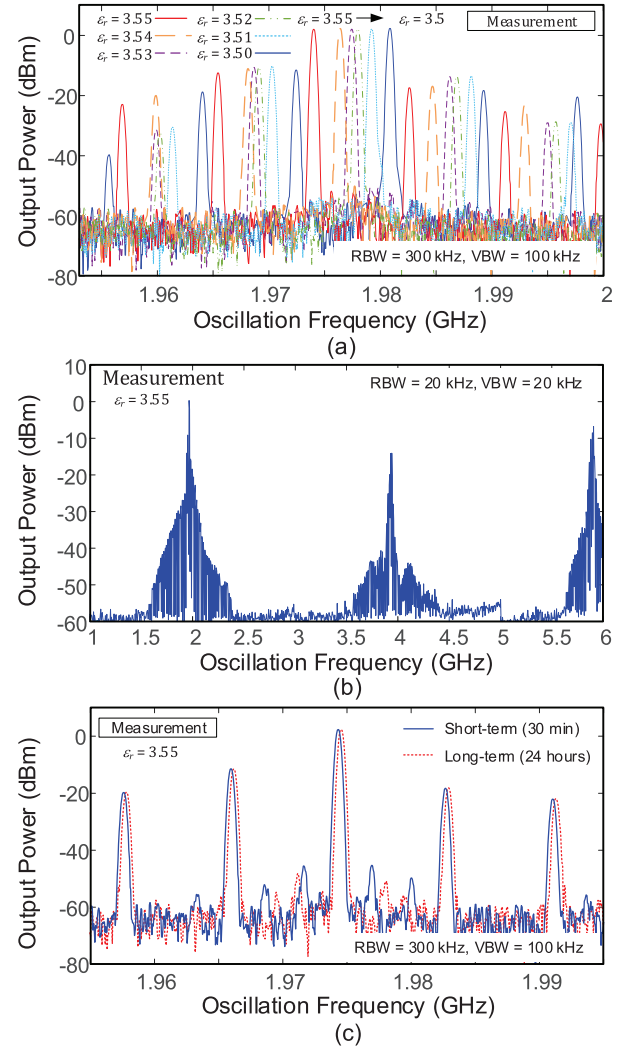 εr = 3.55 εr = 3.52 εr = 3.55 → εr = 3.5 Measurement
εr = 3.54 εr = 3.51
εr = 3.53 εr = 3.50
0
-20
-40
-60
-80
Output Power (dBm)
RBW = 300 kHz, VBW = 100 kHz
1.96 1.97 1.98 1.99 2
Oscillation Frequency (GHz)
(a)
Measurement
εr = 3.55
RBW = 20 kHz, VBW = 20 kHz
10
0
-10
-20
-30
-40
-50
-60
Output Power (dBm)
1 1.5 2 2.5 3 3.5 4 4.5 5 5.5 6
Oscillation Frequency (GHz)
(b)
Measurement
εr = 3.55
Short-term (30 min)
Long-term (24 hours)
0
-20
-40
-60
-80
Output Power (dBm)
RBW = 300 kHz, VBW = 100 kHz
1.96 1.97 1.98 1.99
Oscillation Frequency (GHz)
(c)